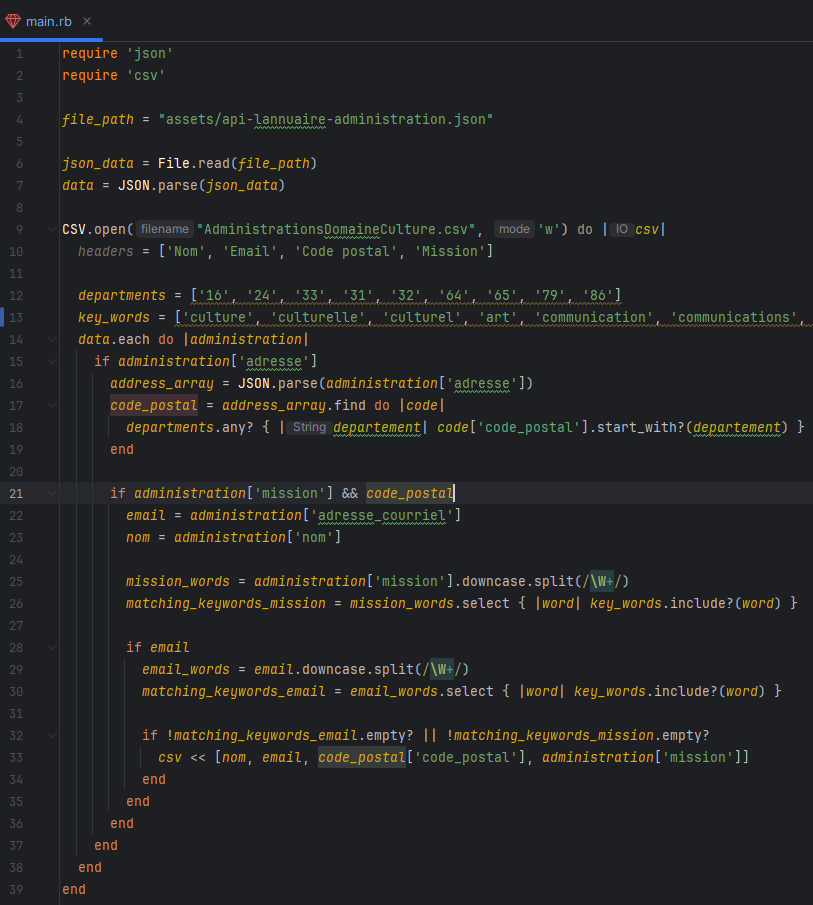 main.rb
1 require 'json'
2 require 'csv'
3
4 file_path = "assets/api-lannuaire-administration.json"
5
6 json_data = File.read(file_path)
7 data = JSON.parse(json_data)
8
9 CSV.open( filename "AdministrationsDomaineCulture.csv", mode 'w') do | IO csv|
10 headers = ['Nom', 'Email', 'Code postal', 'Mission']
11
12 departments = ['16', '24', '33', '31', '32', '64', '65', '79', '86']
13 key_words = ['culture', 'culturelle', 'culturel', 'art', 'communication', 'communications',
14 data.each do |administration|
15 if administration['adresse']
16 address_array = JSON.parse(administration['adresse'])
17 code_postal = address_array.find do |code|
18 departments.any? { | String departement| code['code_postal'].start_with?(departement) }
19 end
20
21 if administration['mission'] && code_postal
22 email = administration['adresse_courriel']
23 nom = administration['nom']
24
25 mission_words = administration['mission'].downcase.split(/\W+/)
26 matching_keywords_mission = mission_words.select { |word| key_words.include?(word) }
27
28 if email
29 email_words = email.downcase.split(/\W+/)
30 matching_keywords_email = email_words.select { |word| key_words.include?(word) }
31
32 if !matching_keywords_email.empty? || !matching_keywords_mission.empty?
33 csv << [nom, email, code_postal['code_postal'], administration['mission']]
34 end
35 end
36 end
37 end
38 end
39 end